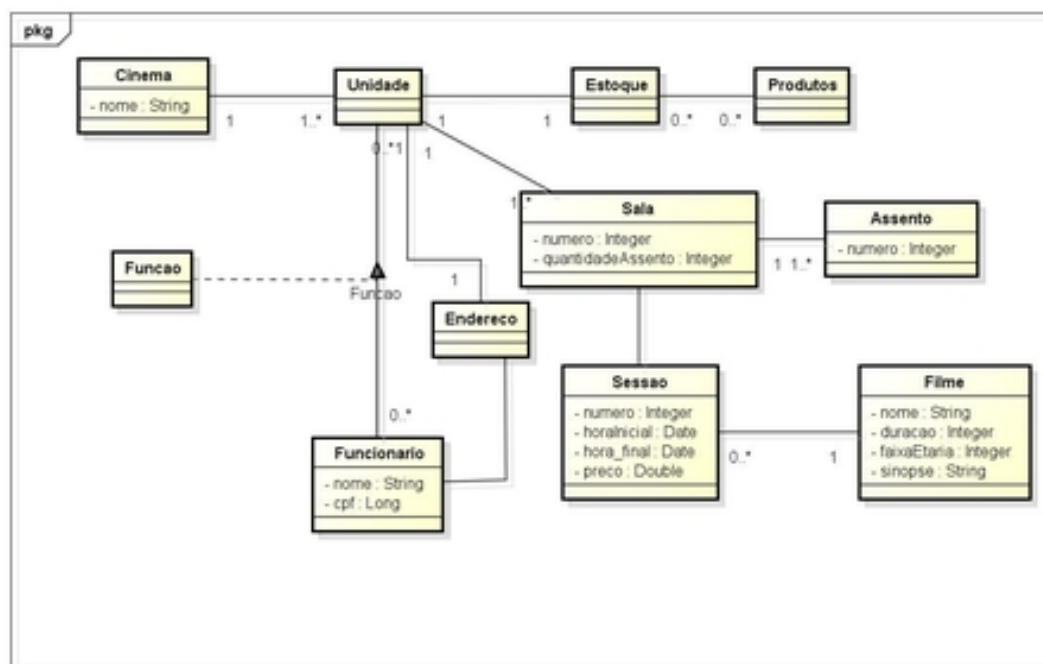 pkg
Cinema
- nome : String
1
1..*
Unidade
1
1
Estoque
0..*
0..*
Produtos
0..*
1
1
1..*
Sala
- numero : Integer
- quantidadeAssento : Integer
1
1..*
Assento
- numero : Integer
Funcao
Funcao
1
Endereco
0..*
Funcionario
- nome : String
- cpf : Long
Sessao
- numero : Integer
- horaInicial : Date
- hora_final : Date
- preco : Double
0..*
1
Filme
- nome : String
- duracao : Integer
- faixaEtaria : Integer
- sinopse : String